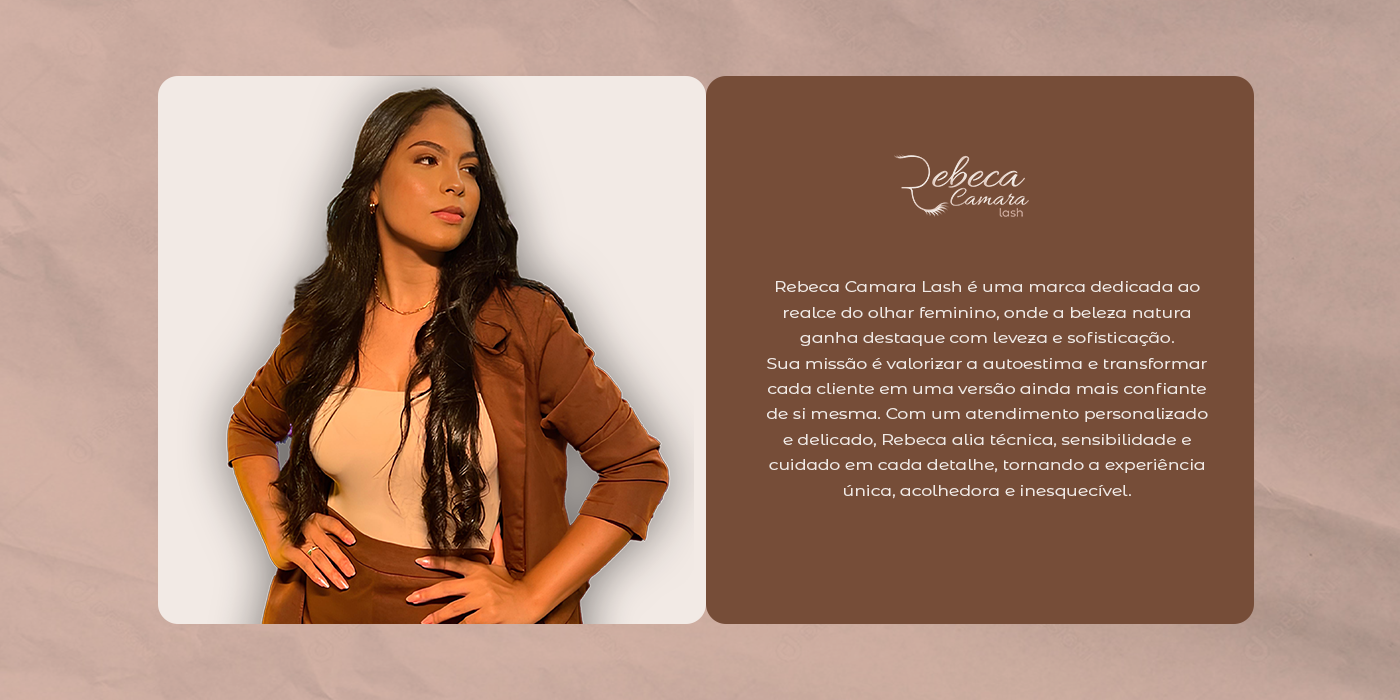 Rebeca
Camara
lash
Rebeca Camara Lash é uma marca dedicada ao
realce do olhar feminino, onde a beleza natura
ganha destaque com leveza e sofisticação.
Sua missão é valorizar a autoestima e transformar
cada cliente em uma versão ainda mais confiante
de si mesma. Com um atendimento personalizado
e delicado, Rebeca alia técnica, sensibilidade e
cuidado em cada detalhe, tornando a experiência
única, acolhedora e inesquecível.